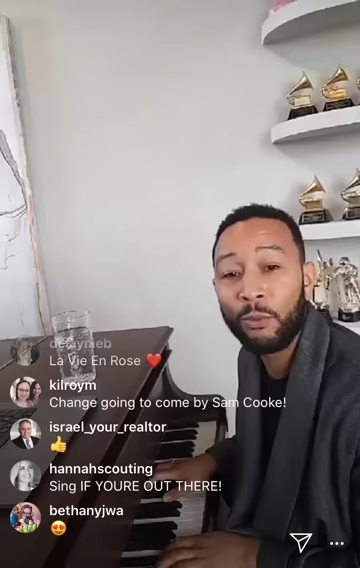 La Vie En Rose ❤️
kilroym
Change going to come by Sam Cooke!
israel_your_realtor
👍
hannahscouting
Sing IF YOURE OUT THERE!
bethanyjwa
😍